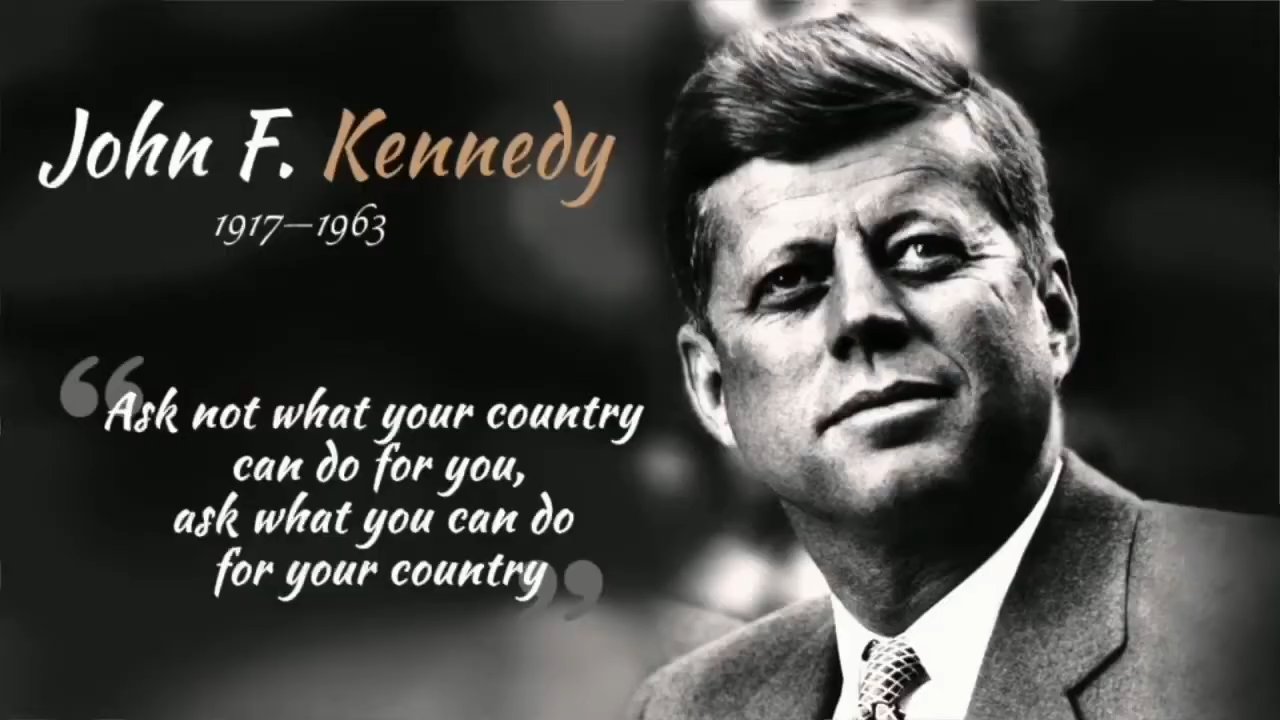 John F. Kennedy
1917—1963
“Ask not what your country
can do for you,
ask what you can do
for your country”